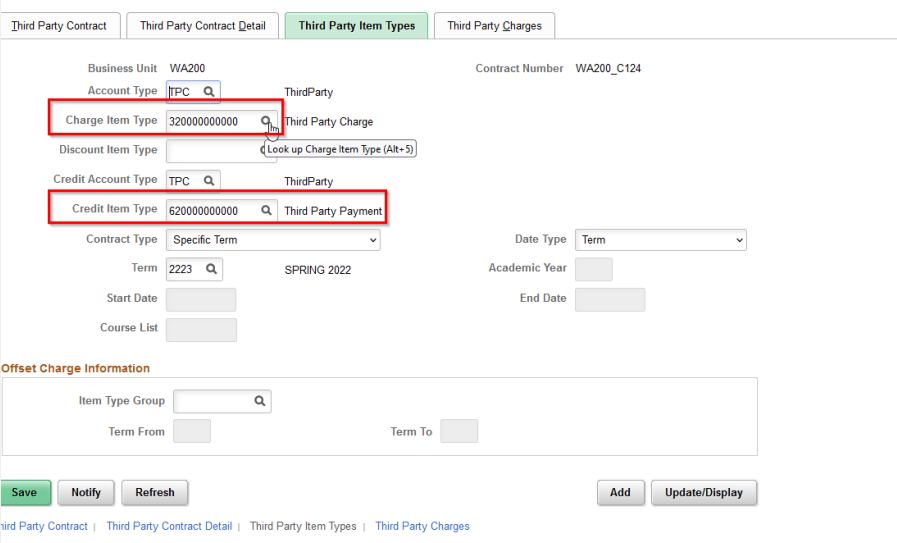 Third Party Contract Third Party Contract Detail Third Party Item Types Third Party Charges
Business Unit WA200 Contract Number WA200_C124
Account Type TPC ThirdParty
Charge Item Type 320000000000 Third Party Charge
Discount Item Type Look up Charge Item Type (Alt+5)
Credit Account Type TPC ThirdParty
Credit Item Type 620000000000 Third Party Payment
Contract Type Specific Term Date Type Term
Term 2223 SPRING 2022 Academic Year
Start Date End Date
Course List
Offset Charge Information
Item Type Group
Term From Term To
Save Notify Refresh Add Update/Display
hird Party Contract | Third Party Contract Detail | Third Party Item Types | Third Party Charges